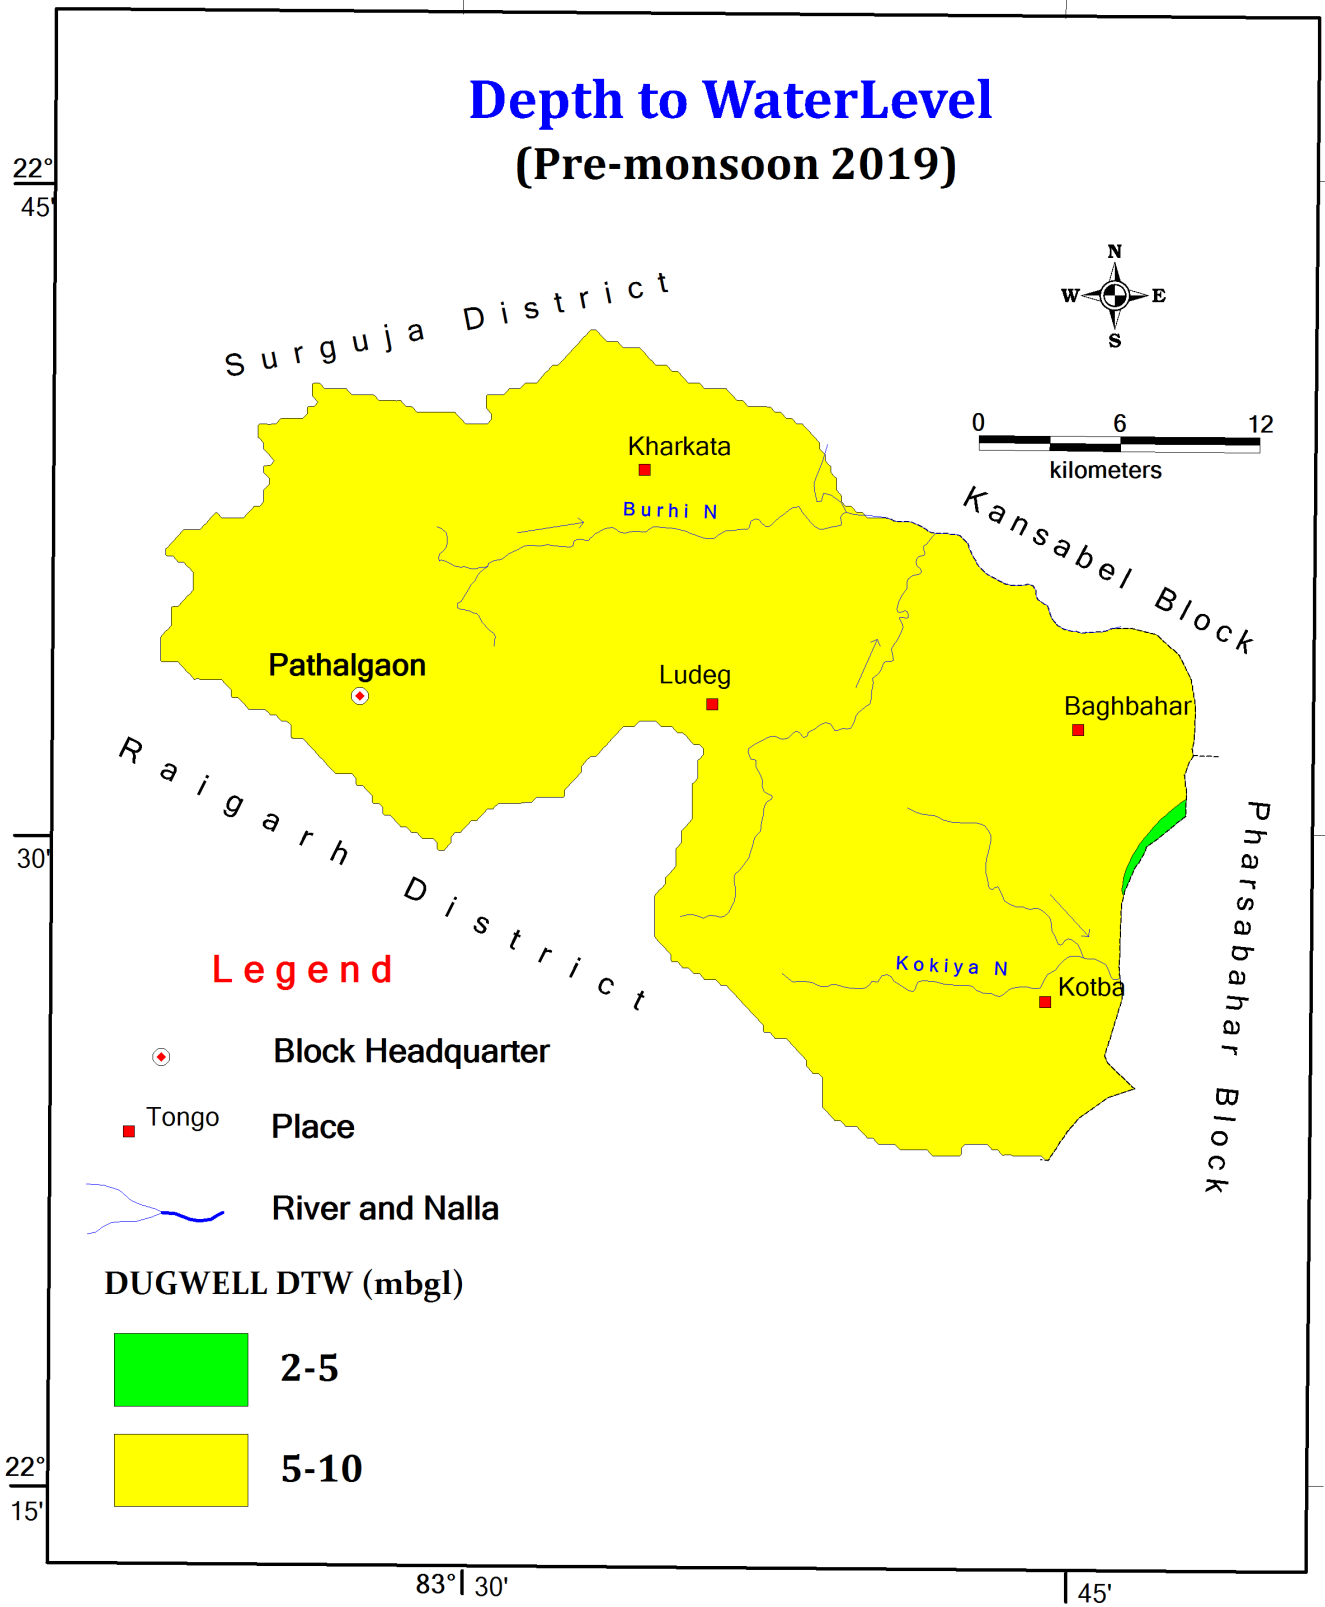 Depth to WaterLevel
(Pre-monsoon 2019)
22°
45'
N
W E
S
Surguja District
0 6 12
kilometers
Kharkata
Kansabel Block
Burhi N
Pathalgaon
Ludeg
Baghbahar
Raigarh District
Pharsabahar Block
30'
Kokiya N
Kotba
Legend
Block Headquarter
Tongo
Place
River and Nalla
DUGWELL DTW (mbgl)
2-5
5-10
22°
15'
83° 30'
45'